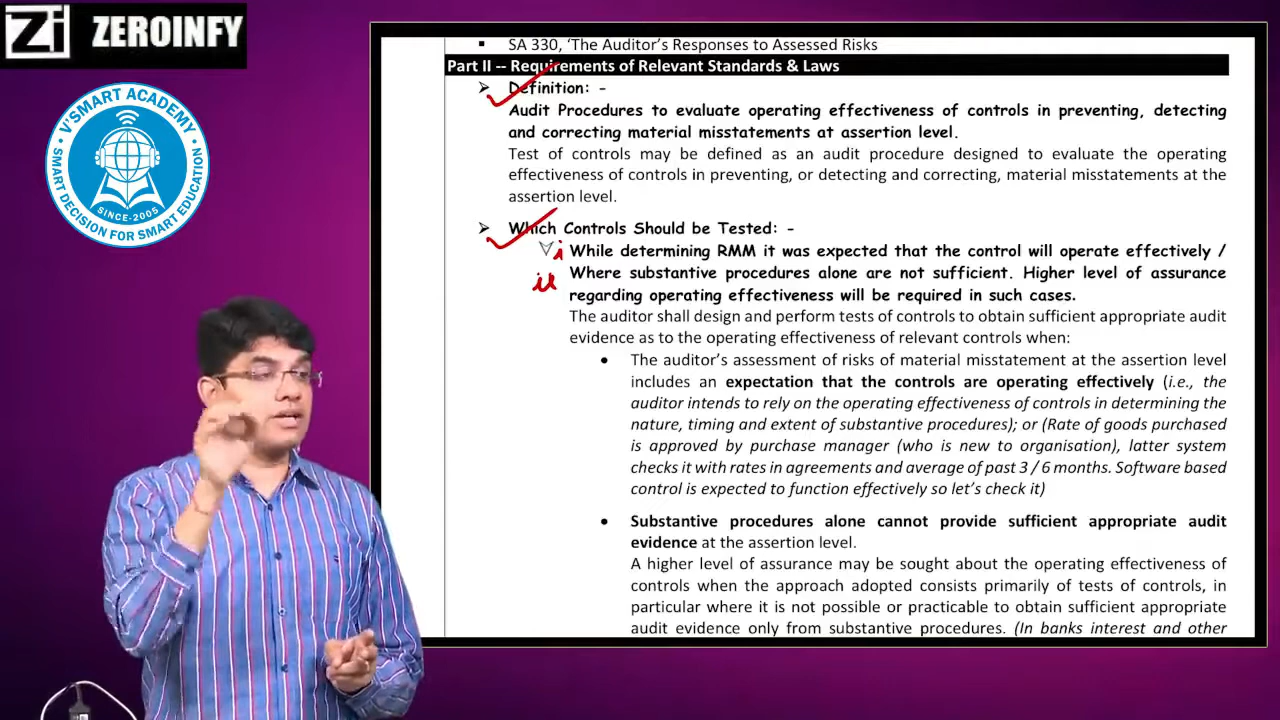 Zi ZEROINFY
V'SMART ACADEMY
SMART DECISION FOR SMART EDUCATION
SINCE-2005
▪ SA 330, 'The Auditor's Responses to Assessed Risks
Part II -- Requirements of Relevant Standards & Laws
➢ Definition: -
Audit Procedures to evaluate operating effectiveness of controls in preventing, detecting
and correcting material misstatements at assertion level.
Test of controls may be defined as an audit procedure designed to evaluate the operating
effectiveness of controls in preventing, or detecting and correcting, material misstatements at the
assertion level.
➢ Which Controls Should be Tested: -
i While determining RMM it was expected that the control will operate effectively /
ii Where substantive procedures alone are not sufficient. Higher level of assurance
regarding operating effectiveness will be required in such cases.
The auditor shall design and perform tests of controls to obtain sufficient appropriate audit
evidence as to the operating effectiveness of relevant controls when:
• The auditor's assessment of risks of material misstatement at the assertion level
includes an expectation that the controls are operating effectively (i.e., the
auditor intends to rely on the operating effectiveness of controls in determining the
nature, timing and extent of substantive procedures); or (Rate of goods purchased
is approved by purchase manager (who is new to organisation), latter system
checks it with rates in agreements and average of past 3 / 6 months. Software based
control is expected to function effectively so let's check it)
• Substantive procedures alone cannot provide sufficient appropriate audit
evidence at the assertion level.
A higher level of assurance may be sought about the operating effectiveness of
controls when the approach adopted consists primarily of tests of controls, in
particular where it is not possible or practicable to obtain sufficient appropriate
audit evidence only from substantive procedures. (In banks interest and other